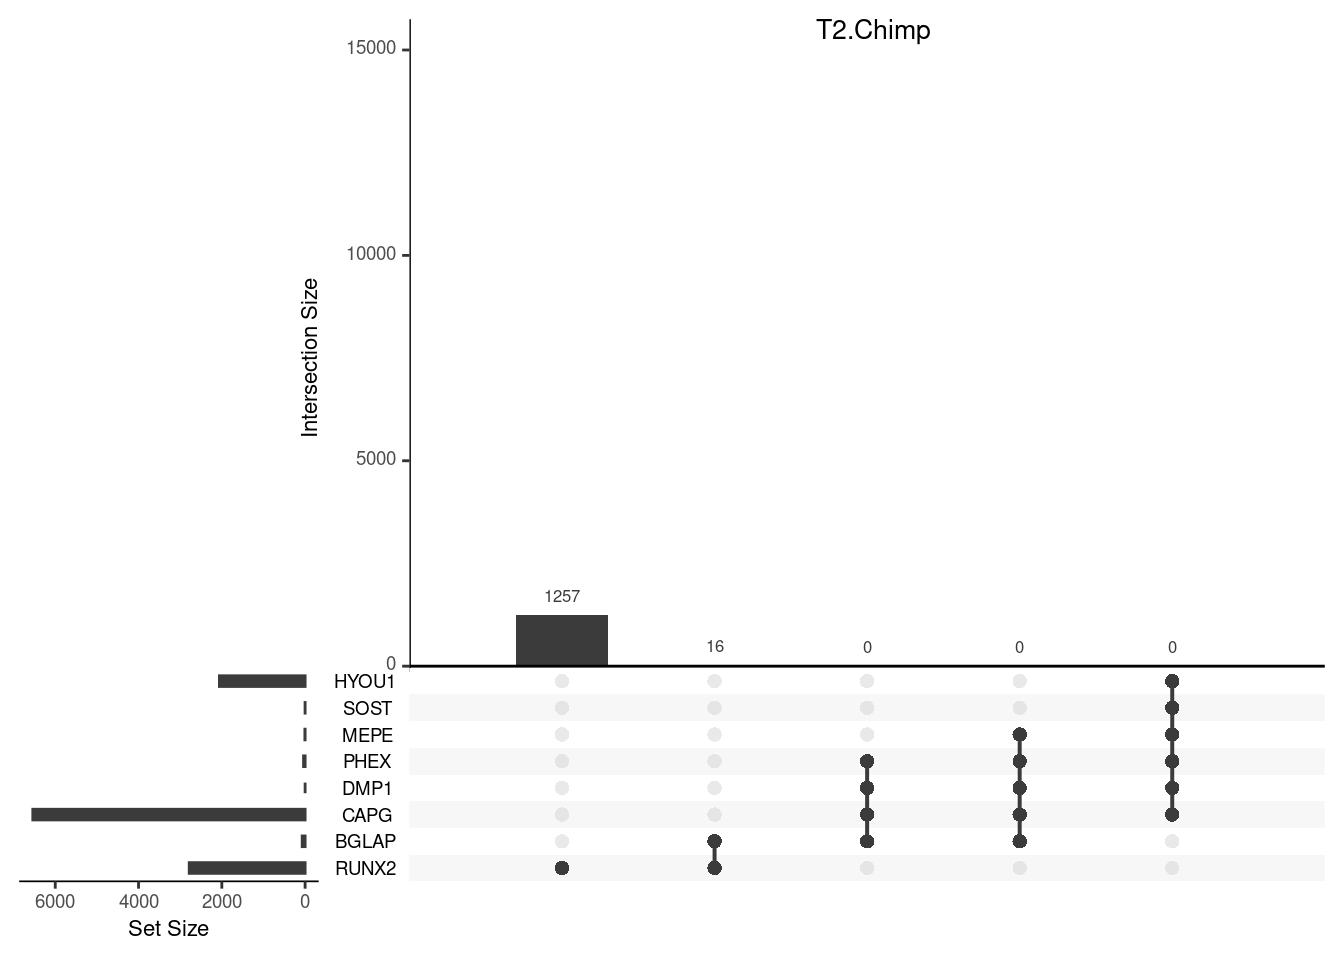 T2.Chimp
15000
10000
5000
0
Intersection Size
1257
16
0
0
0
HYOU1
SOST
MEPE
PHEX
DMP1
CAPG
BGLAP
RUNX2
6000 4000 2000 0
Set Size